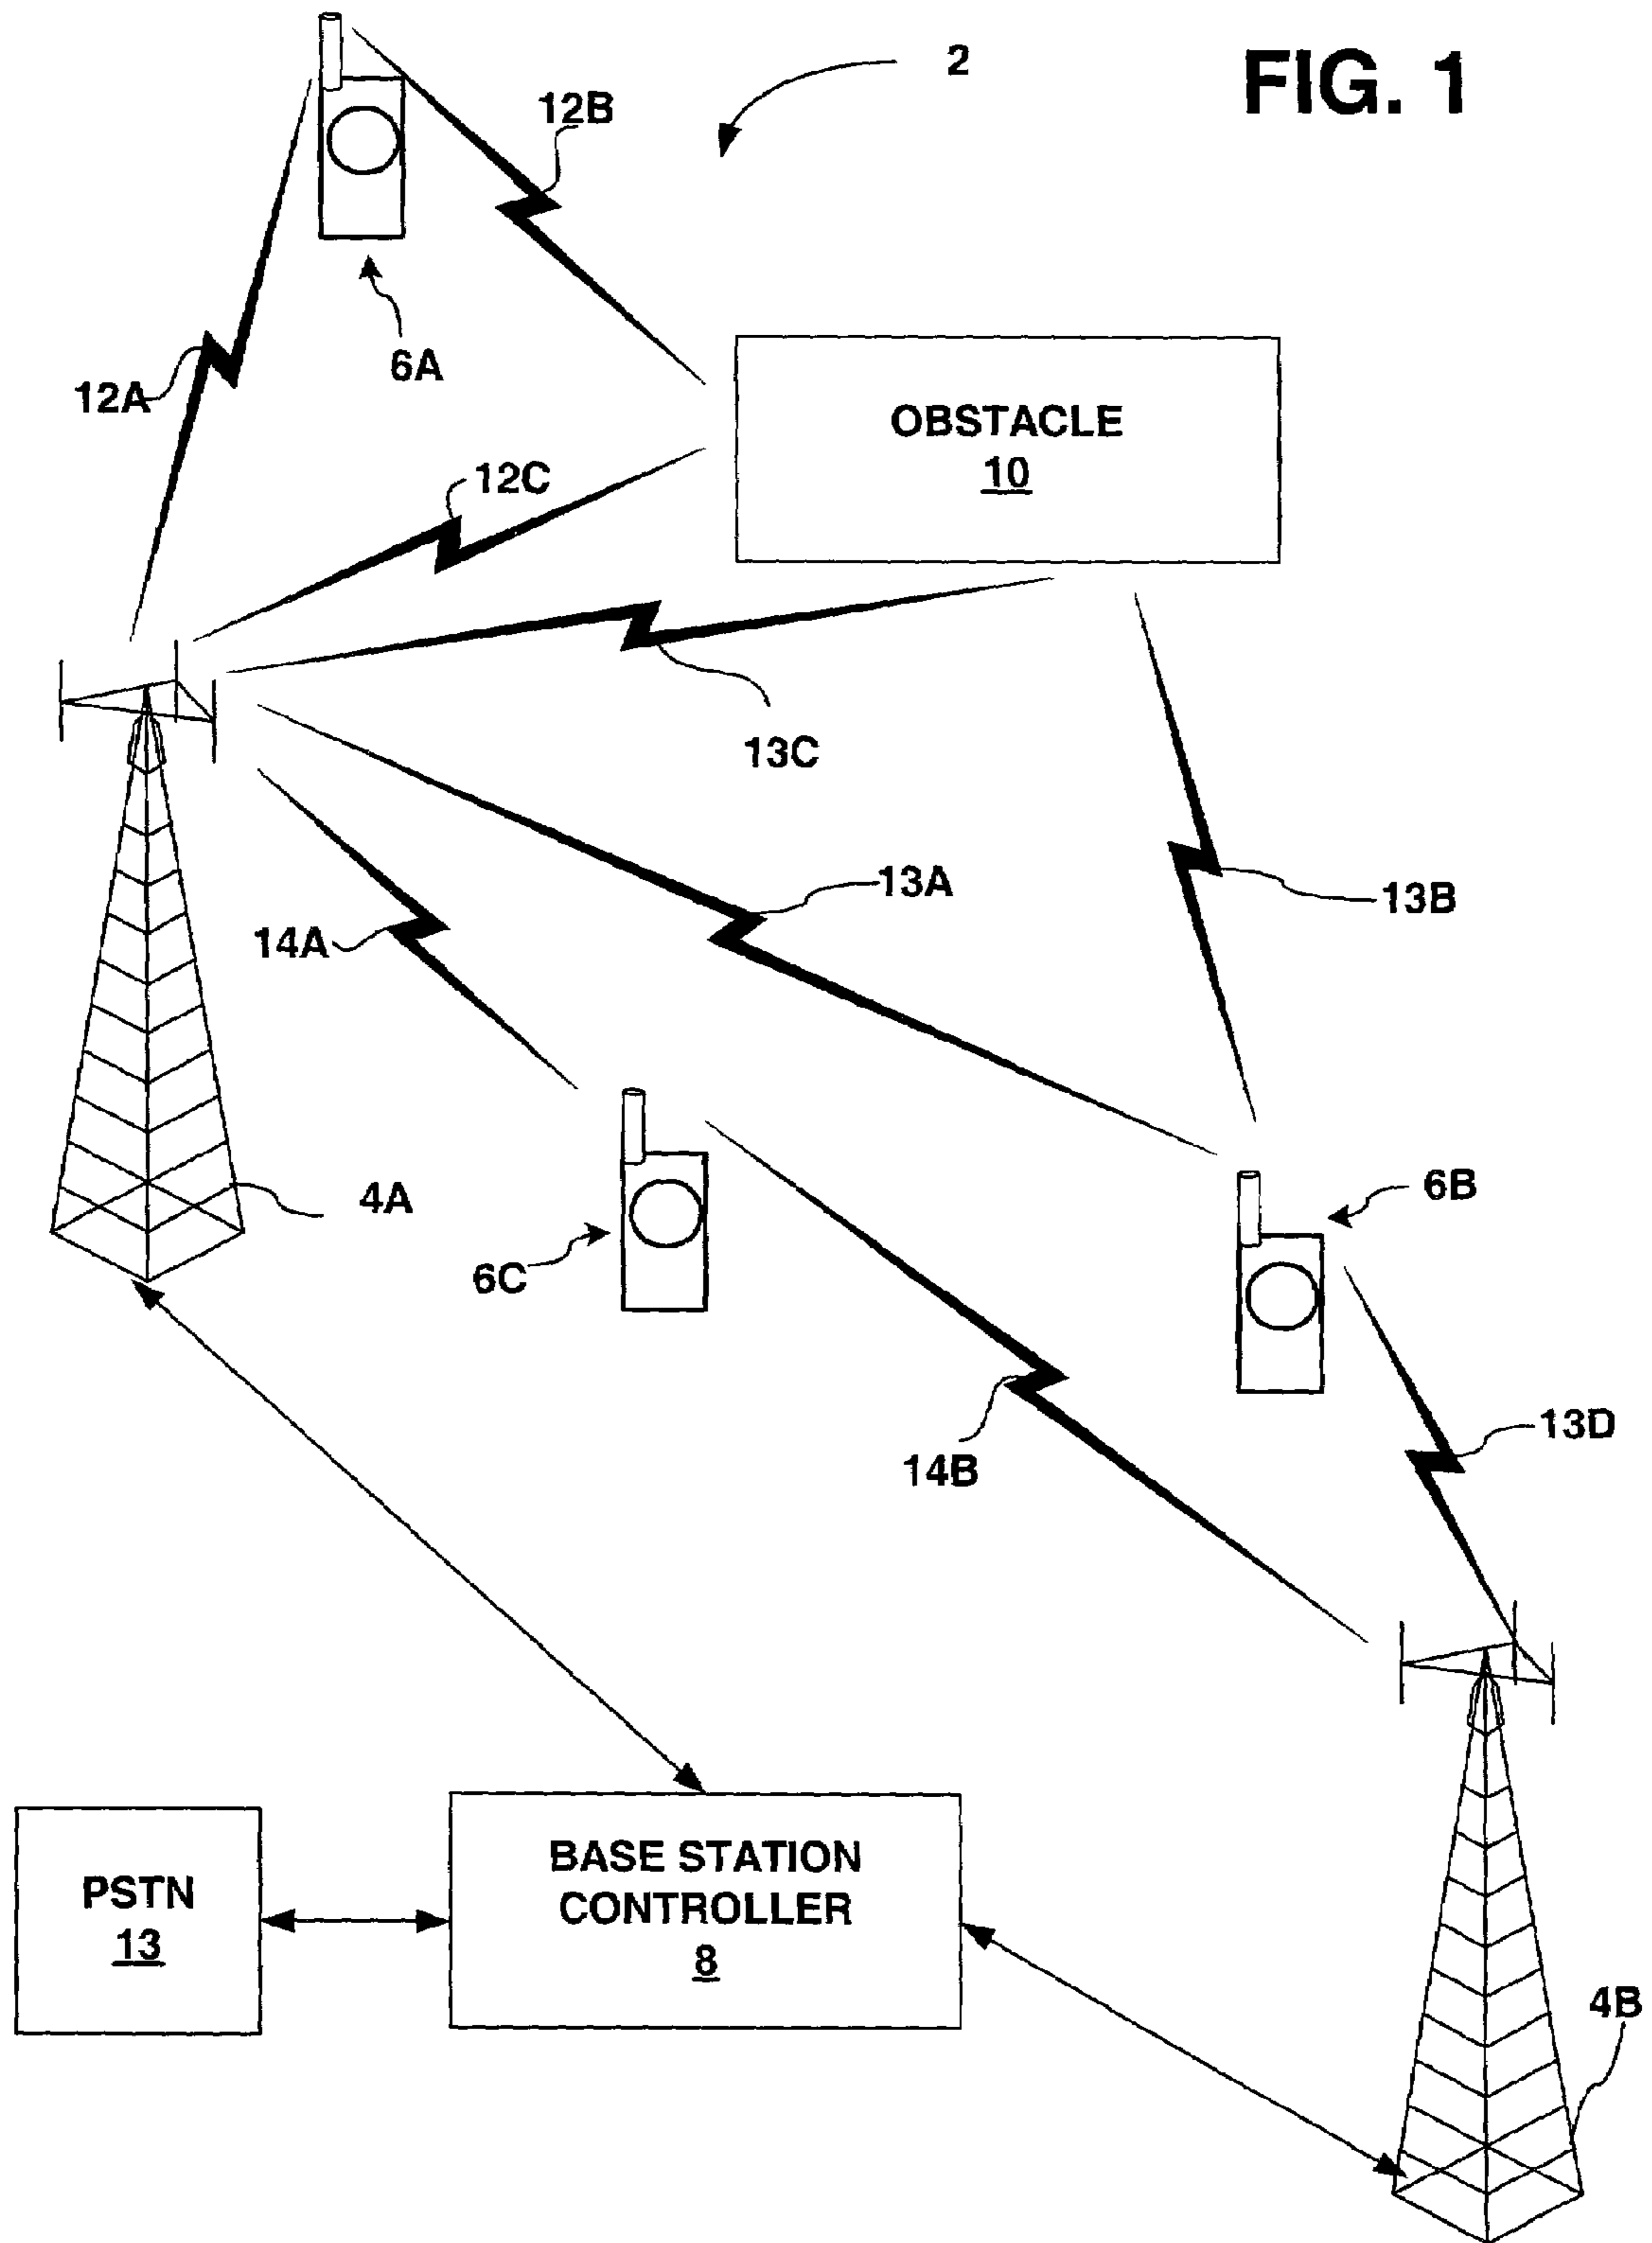 FIG. 1
2
12B
6A
12A
OBSTACLE
10
12C
13C
13A
13B
14A
6B
4A
6C
13D
14B
BASE STATION
CONTROLLER
8
PSTN
13
4B